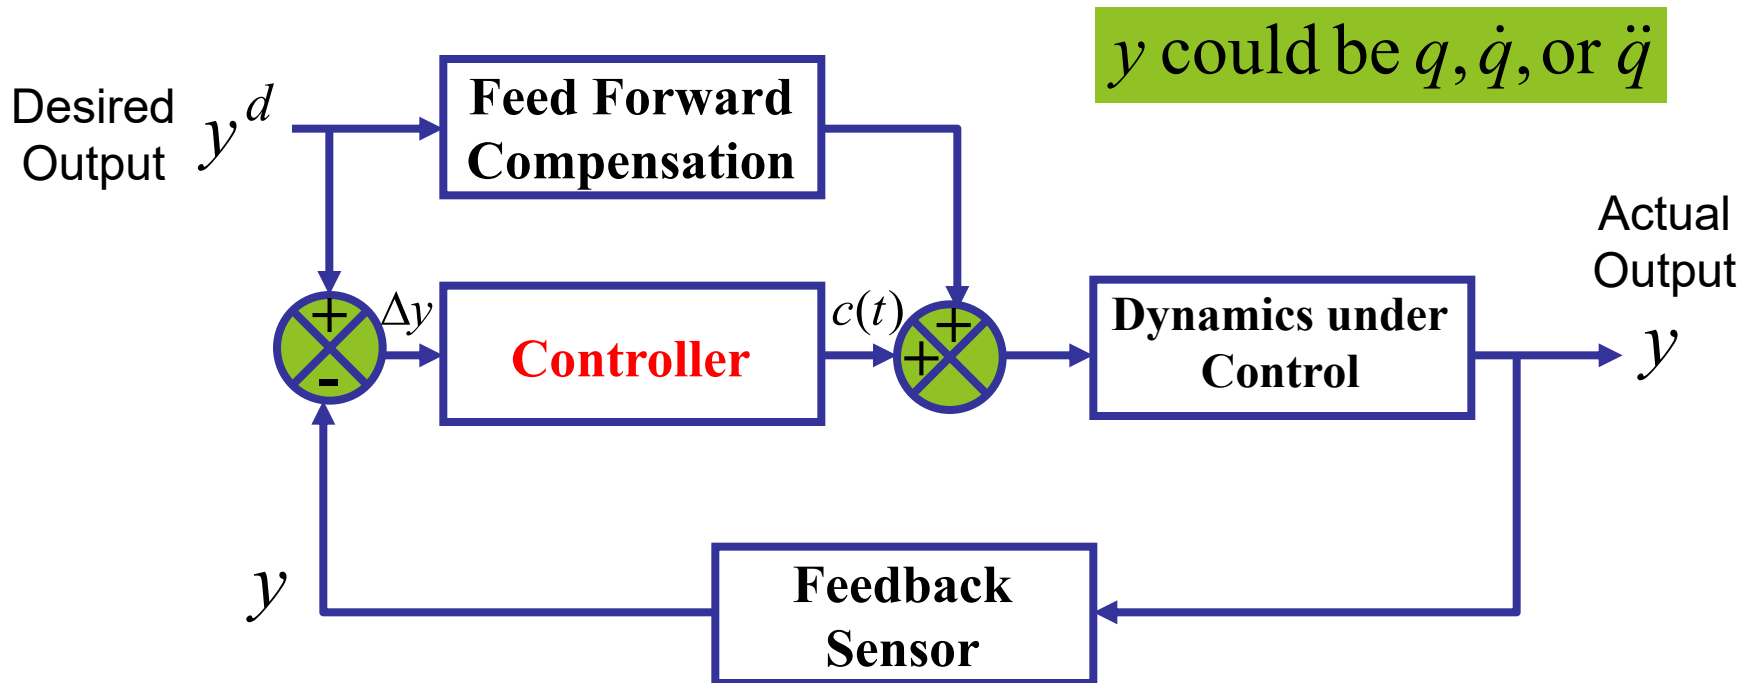 y could be q, q̇, or q̈
Desired
Output
y^d
Feed Forward
Compensation
Actual
Output
y
+
-
Δy
Controller
c(t)
+
+
Dynamics under
Control
y
Feedback
Sensor